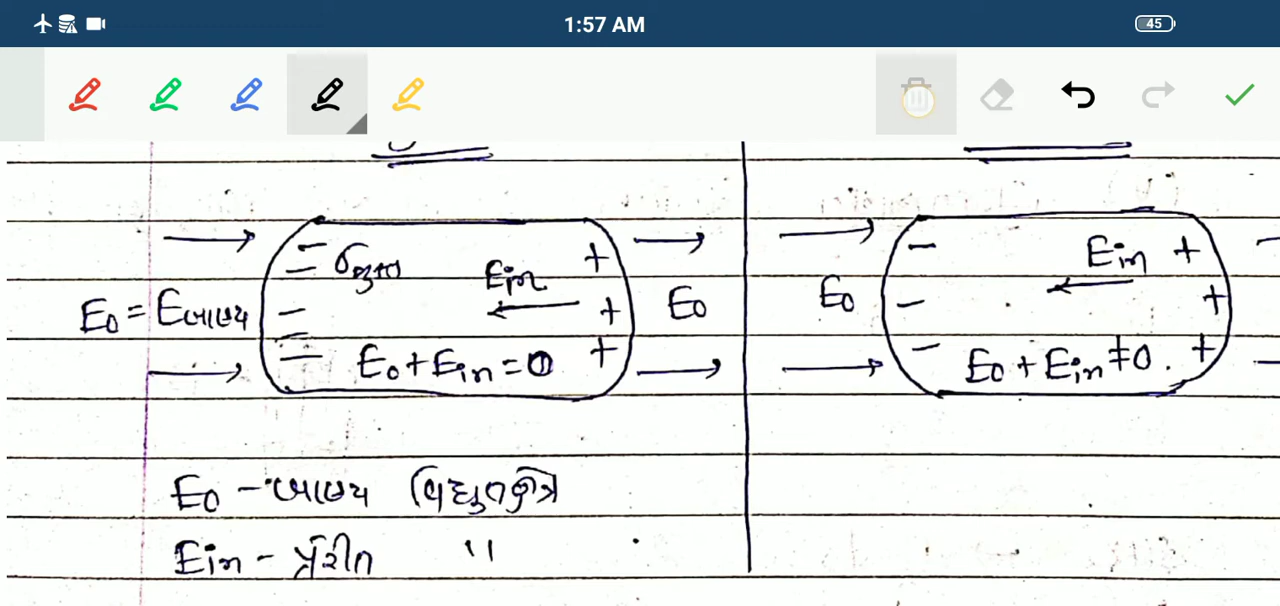 1:57 AM
45
E₀ = Eબાહ્ય
Ein
E₀ + Ein = 0
E₀
E₀
Ein
E₀ + Ein ≠ 0.
E₀ - બાહ્ય વિદ્યુતક્ષેત્ર
Ein - પ્રેરીત "